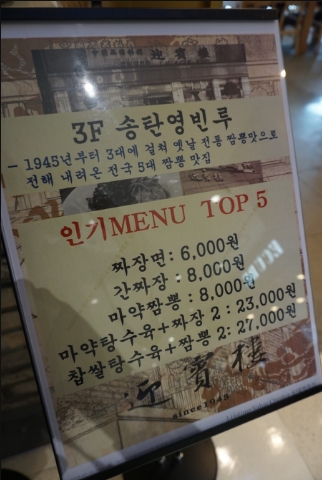 迎賓樓
3F 송탄영빈루
- 1945년부터 3대에 걸쳐 옛날 전통 짬뽕맛으로
전해 내려온 전국 5대 짬뽕 맛집
인기MENU TOP 5
짜장면 : 6,000원
간짜장 : 8,000원
마약짬뽕 : 8,000원
마약탕수육+짜장 2 : 23,000원
찹쌀탕수육+짬뽕 2: 27,000원
迎賓樓
since1945